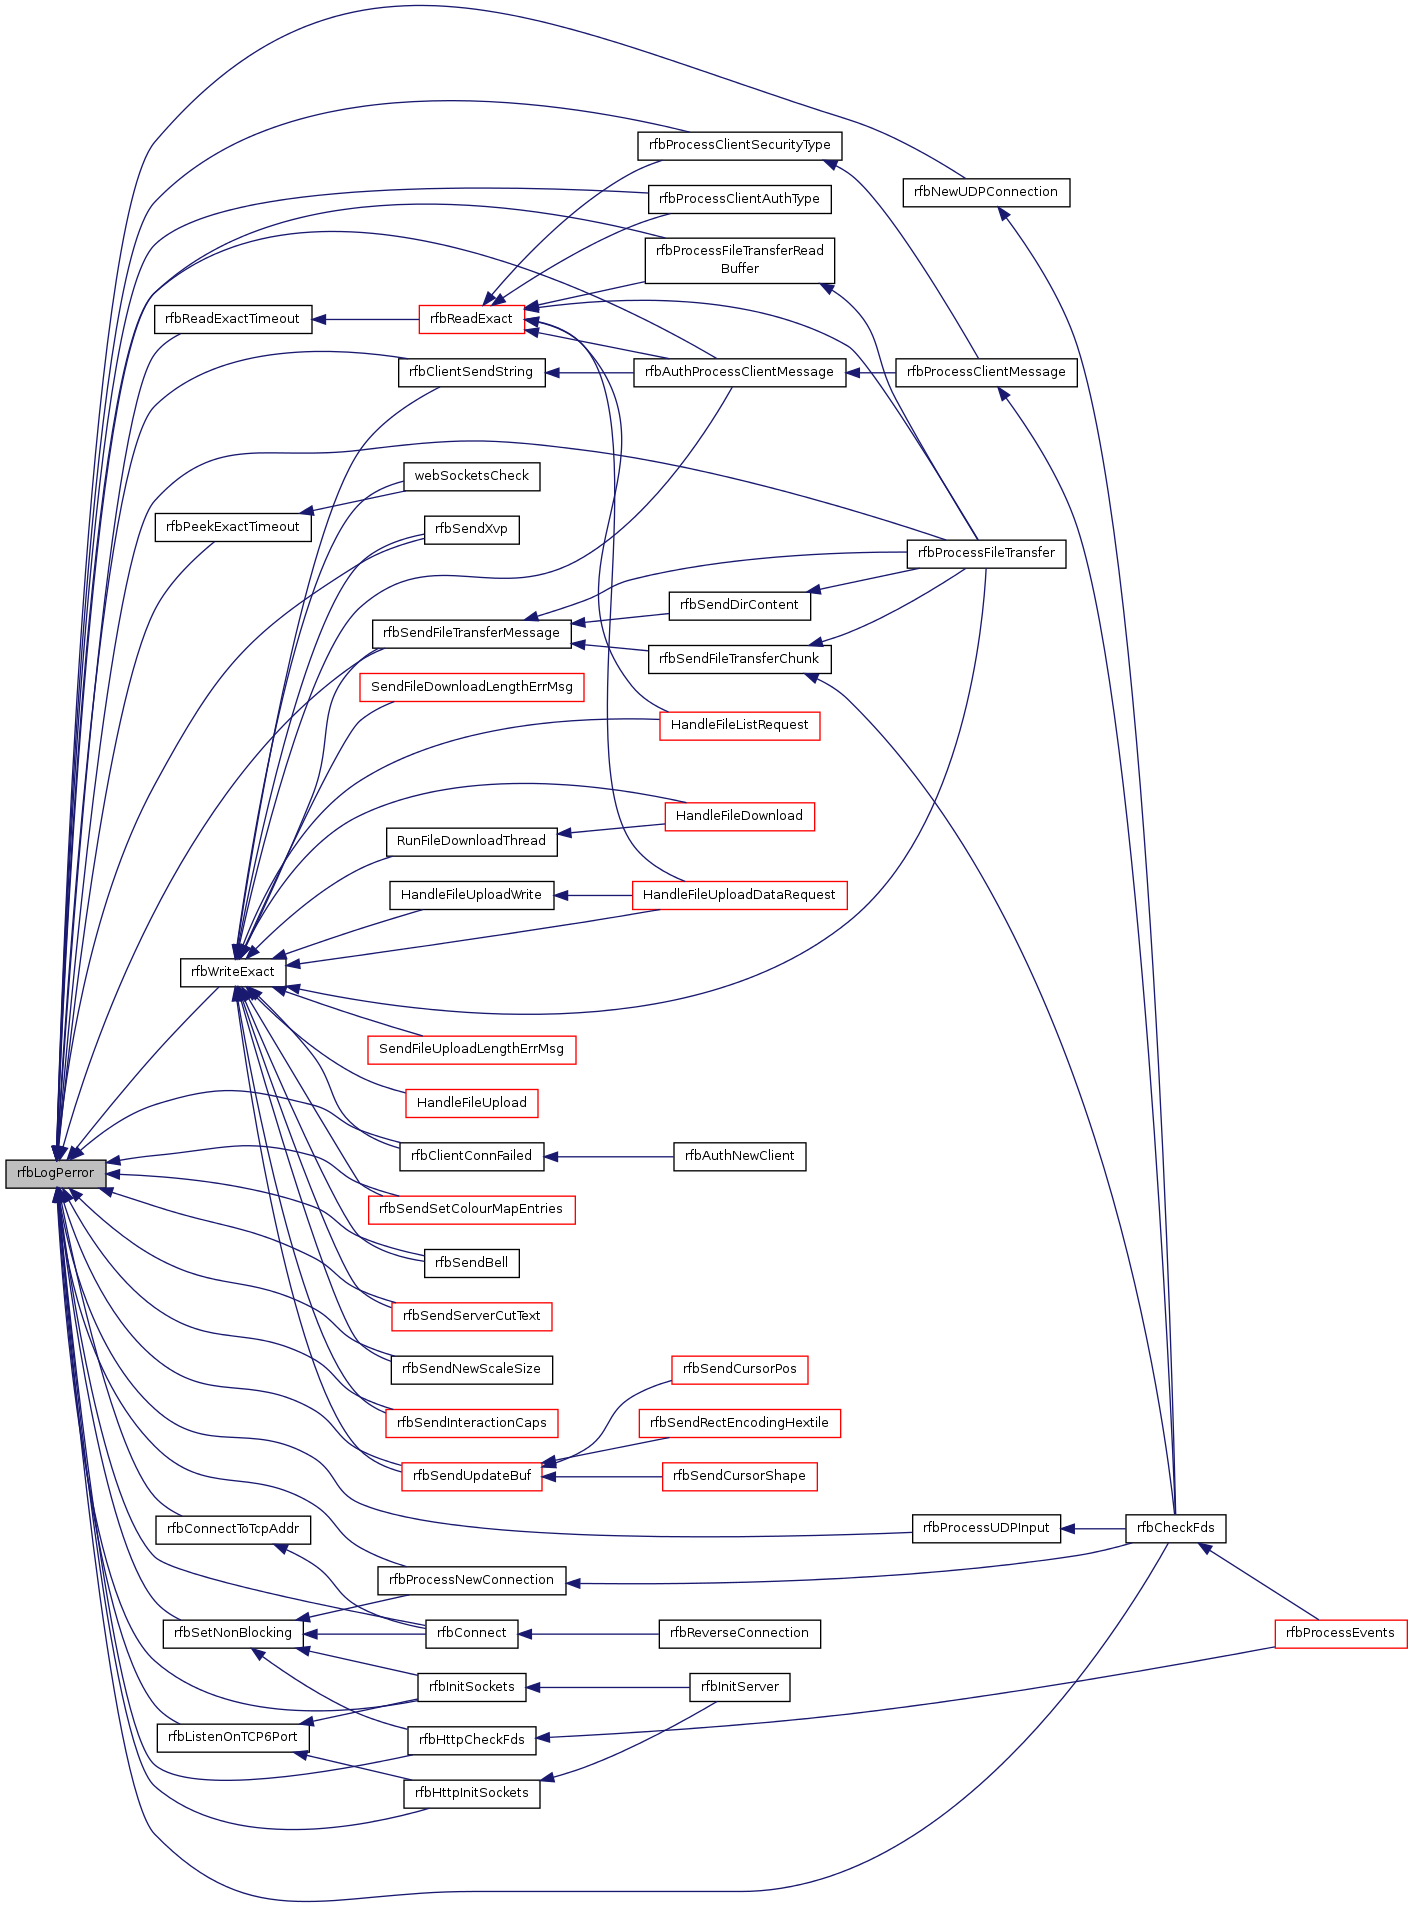 rfbProcessClientSecurityType
rfbNewUDPConnection
rfbProcessClientAuthType
rfbProcessFileTransferRead
Buffer
rfbReadExactTimeout
rfbReadExact
rfbClientSendString
rfbAuthProcessClientMessage
rfbProcessClientMessage
webSocketsCheck
rfbPeekExactTimeout
rfbSendXvp
rfbProcessFileTransfer
rfbSendDirContent
rfbSendFileTransferMessage
rfbSendFileTransferChunk
SendFileDownloadLengthErrMsg
HandleFileListRequest
HandleFileDownload
RunFileDownloadThread
HandleFileUploadWrite
HandleFileUploadDataRequest
rfbWriteExact
SendFileUploadLengthErrMsg
HandleFileUpload
rfbClientConnFailed
rfbAuthNewClient
rfbLogPerror
rfbSendSetColourMapEntries
rfbSendBell
rfbSendServerCutText
rfbSendNewScaleSize
rfbSendCursorPos
rfbSendInteractionCaps
rfbSendRectEncodingHextile
rfbSendUpdateBuf
rfbSendCursorShape
rfbConnectToTcpAddr
rfbProcessUDPInput
rfbCheckFds
rfbProcessNewConnection
rfbSetNonBlocking
rfbConnect
rfbReverseConnection
rfbProcessEvents
rfbInitSockets
rfbInitServer
rfbListenOnTCP6Port
rfbHttpCheckFds
rfbHttpInitSockets